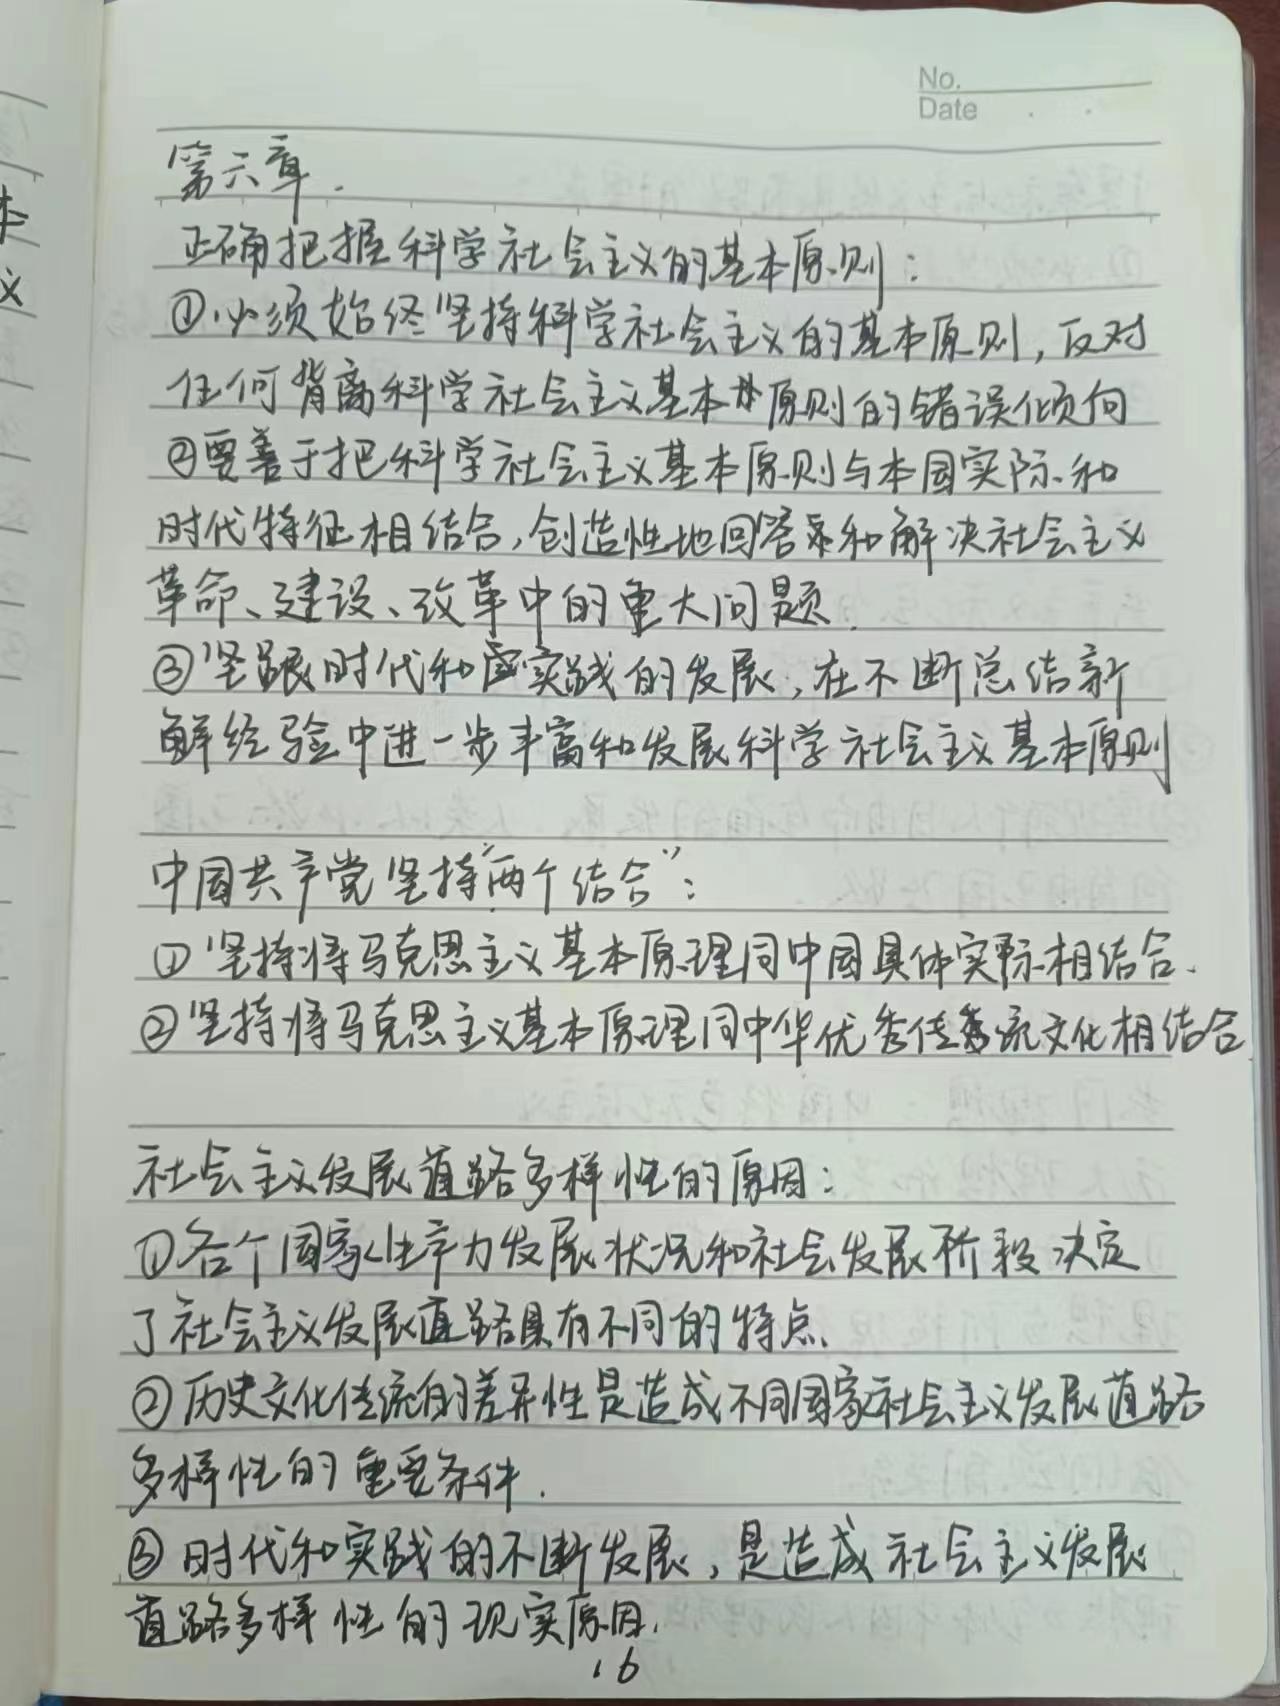 No.
Date
第六章.
正确把握科学社会主义的基本原则:
①必须始终坚持科学社会主义的基本原则,反对
任何背离科学社会主义基本原则的错误倾向
②要善于把科学社会主义基本原则与本国实际和
时代特征相结合,创造性地回答和解决社会主义
革命、建设、改革中的重大问题.
③紧跟时代和实践的发展,在不断总结新
鲜经验中进一步丰富和发展科学社会主义基本原则
中国共产党坚持“两个结合”:
①坚持将马克思主义基本原理同中国具体实际相结合.
②坚持将马克思主义基本原理同中华优秀传统文化相结合
社会主义发展道路多样性的原因:
①各个国家生产力发展状况和社会发展阶段决定
了社会主义发展道路具有不同的特点.
②历史文化传统的差异性是造成不同国家社会主义发展道路
多样性的重要条件.
③时代和实践的不断发展,是造成社会主义发展
道路多样性的现实原因.
16
本
义